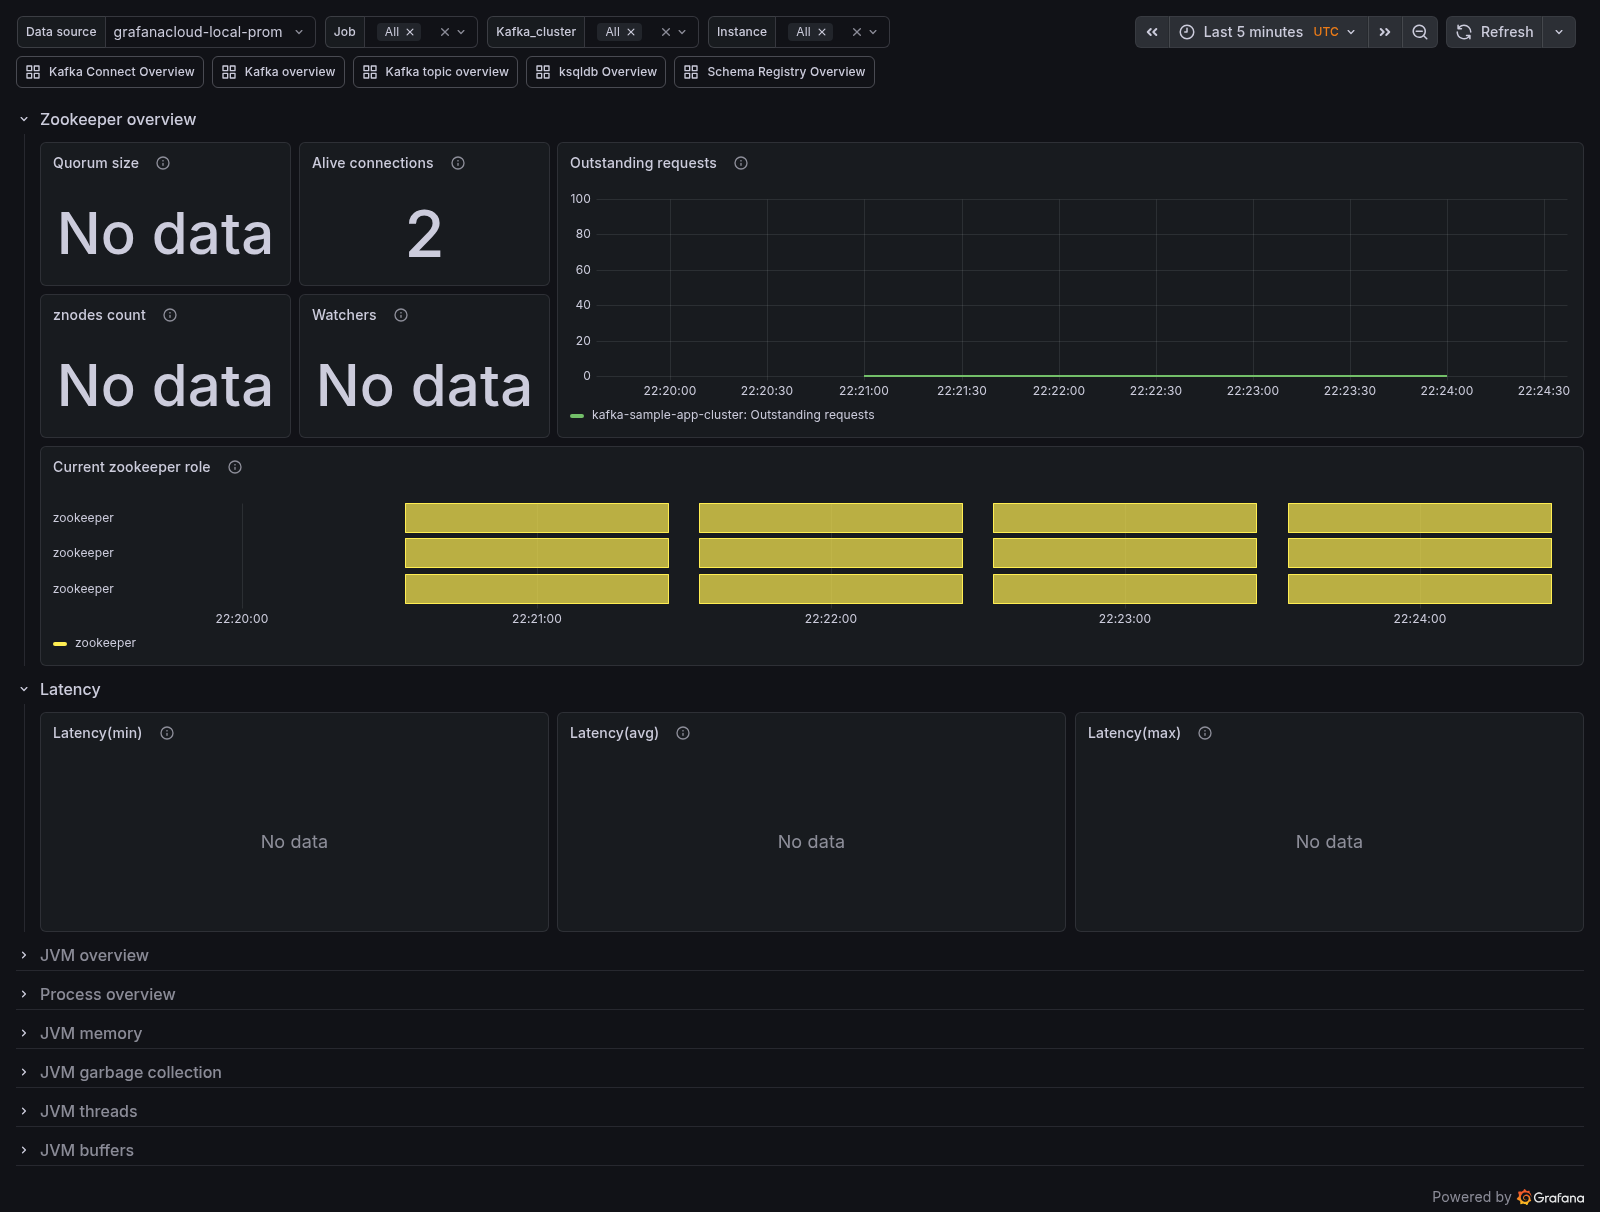 Data source grafanacloud-local-prom Job All Kafka_cluster All Instance All Last 5 minutes UTC Refresh
Kafka Connect Overview Kafka overview Kafka topic overview ksqldb Overview Schema Registry Overview
Zookeeper overview
Quorum size
No data
Alive connections
2
znodes count
No data
Watchers
No data
Outstanding requests
100
80
60
40
20
0
22:20:00 22:20:30 22:21:00 22:21:30 22:22:00 22:22:30 22:23:00 22:23:30 22:24:00 22:24:30
kafka-sample-app-cluster: Outstanding requests
Current zookeeper role
zookeeper
zookeeper
zookeeper
22:20:00 22:21:00 22:22:00 22:23:00 22:24:00
zookeeper
Latency
Latency(min)
No data
Latency(avg)
No data
Latency(max)
No data
JVM overview
Process overview
JVM memory
JVM garbage collection
JVM threads
JVM buffers
Powered by Grafana